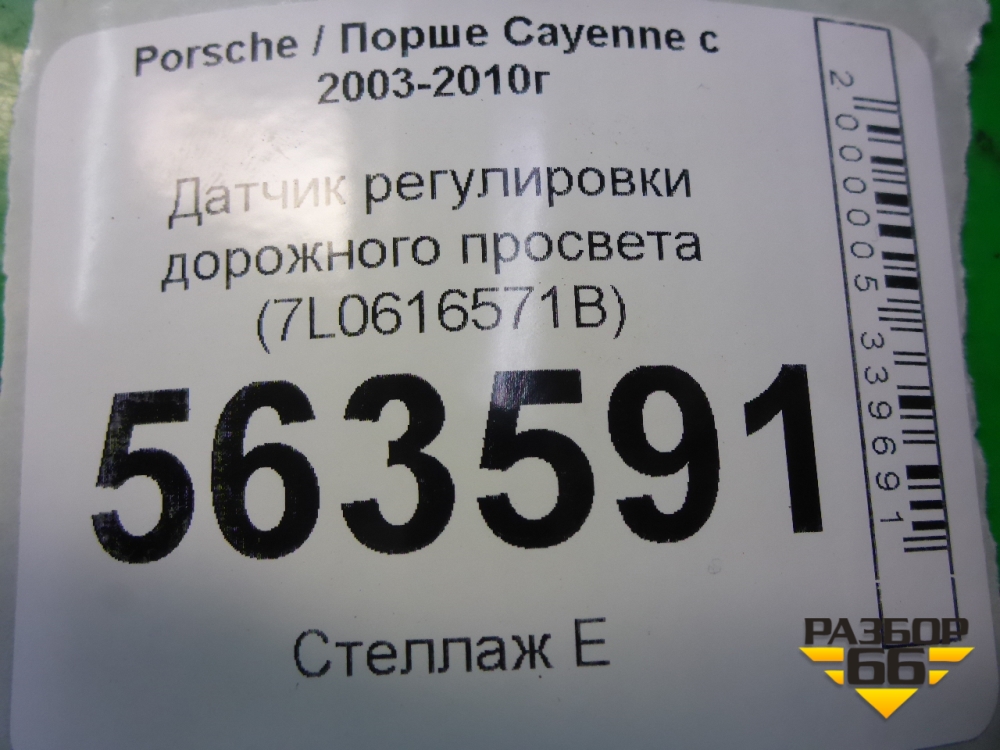 Porsche / Порше Cayenne с
2003-2010г
Датчик регулировки
дорожного просвета
(7L0616571B)
563591
Стеллаж Е
2000005339691
РАЗБОР
66